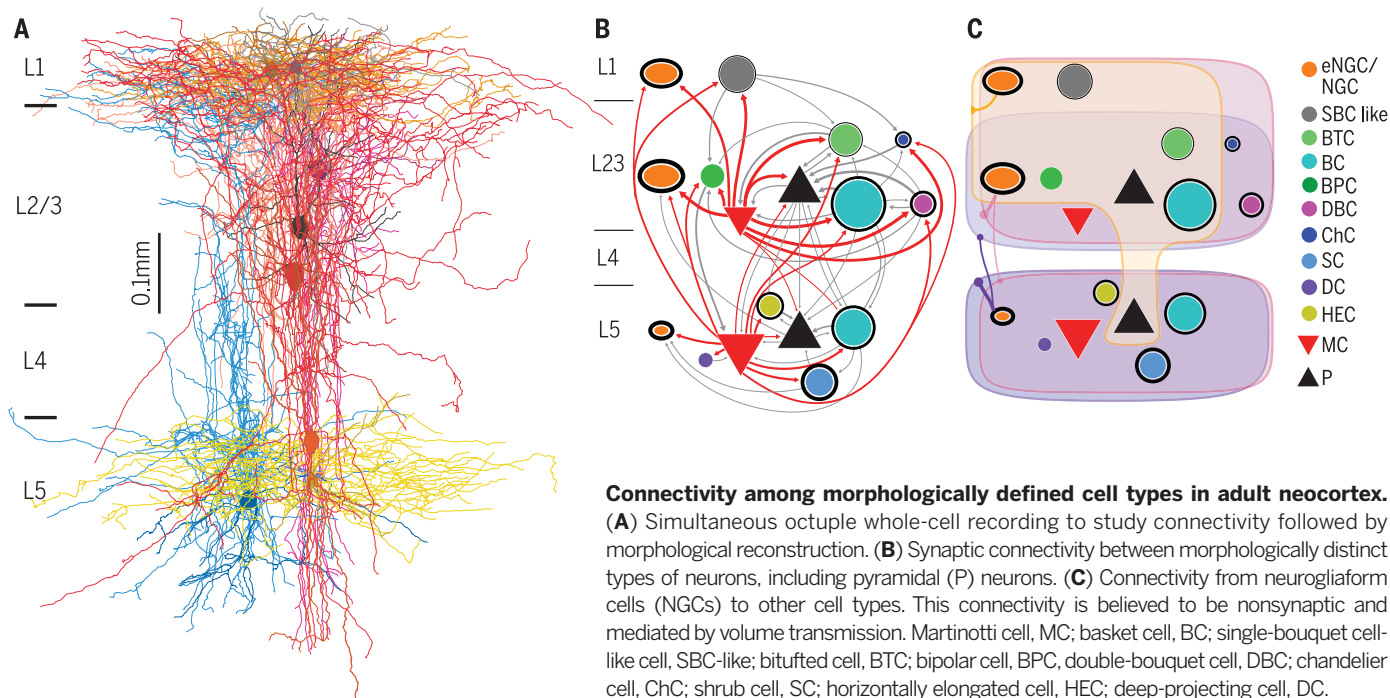 A
L1
L2/3
0.1mm
L4
L5
B
L1
L23
L4
L5
C
eNGC/
NGC
SBC like
BTC
BC
BPC
DBC
ChC
SC
DC
HEC
MC
P
Connectivity among morphologically defined cell types in adult neocortex.
(A) Simultaneous octuple whole-cell recording to study connectivity followed by
morphological reconstruction. (B) Synaptic connectivity between morphologically distinct
types of neurons, including pyramidal (P) neurons. (C) Connectivity from neurogliaform
cells (NGCs) to other cell types. This connectivity is believed to be nonsynaptic and
mediated by volume transmission. Martinotti cell, MC; basket cell, BC; single-bouquet cell-
like cell, SBC-like; bitufted cell, BTC; bipolar cell, BPC, double-bouquet cell, DBC; chandelier
cell, ChC; shrub cell, SC; horizontally elongated cell, HEC; deep-projecting cell, DC.